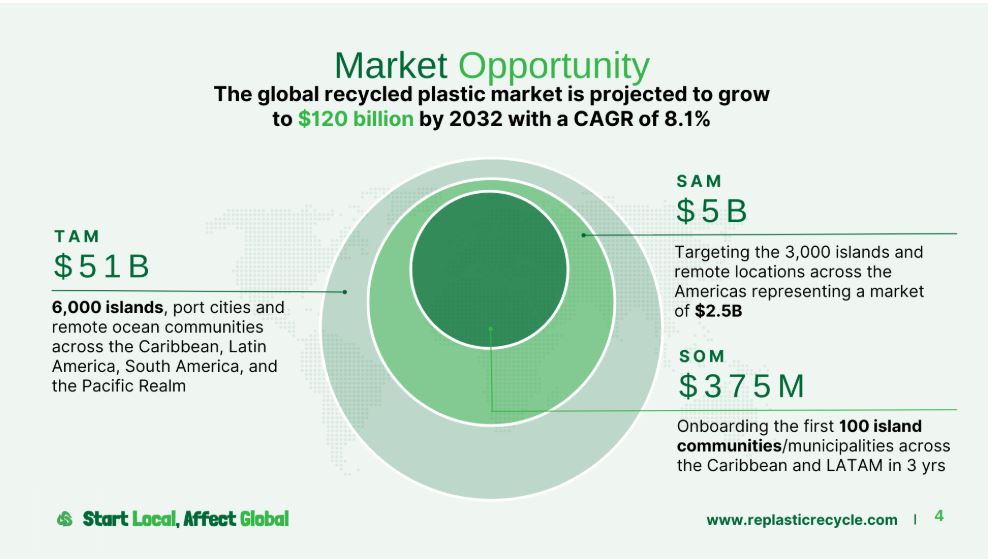 Market Opportunity
The global recycled plastic market is projected to grow
to $120 billion by 2032 with a CAGR of 8.1%
TAM
$51B
6,000 islands, port cities and
remote ocean communities
across the Caribbean, Latin
America, South America, and
the Pacific Realm
SAM
$5B
Targeting the 3,000 islands and
remote locations across the
Americas representing a market
of $2.5B
SOM
$375M
Onboarding the first 100 island
communities/municipalities across
the Caribbean and LATAM in 3 yrs
Start Local, Affect Global
www.replasticrecycle.com | 4